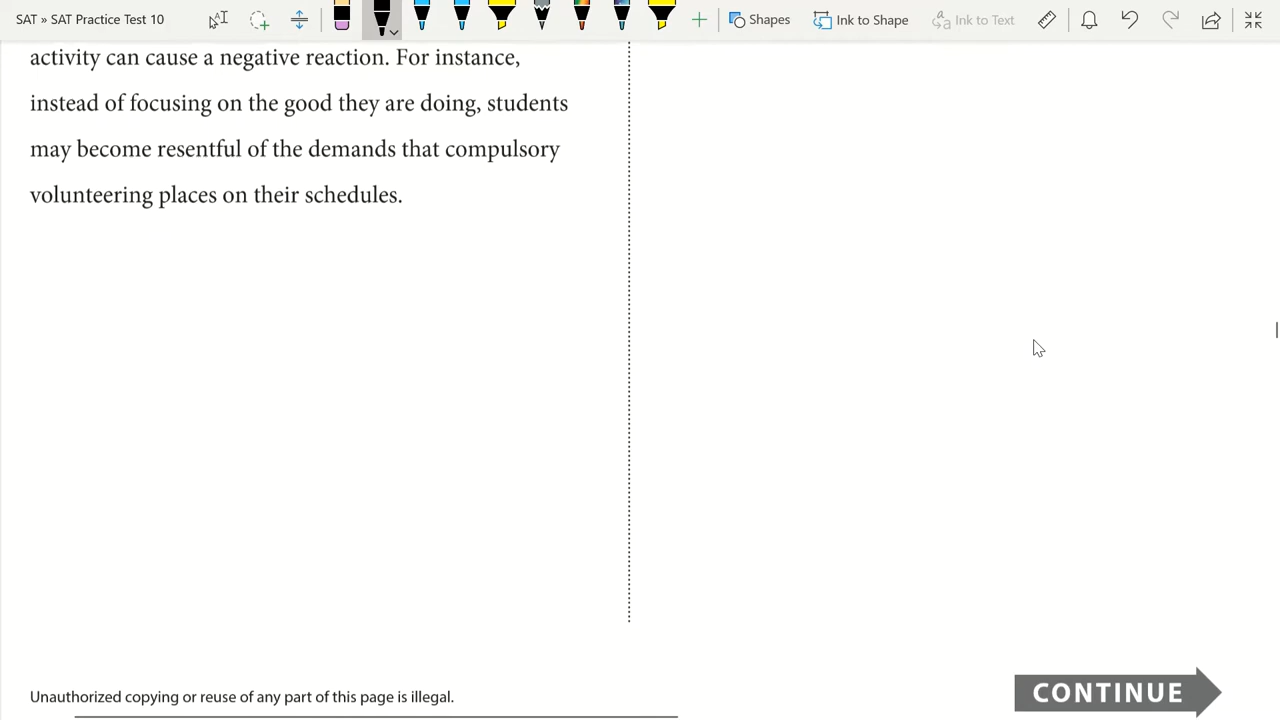 SAT » SAT Practice Test 10
Shapes
Ink to Shape
Ink to Text
activity can cause a negative reaction. For instance,
instead of focusing on the good they are doing, students
may become resentful of the demands that compulsory
volunteering places on their schedules.
Unauthorized copying or reuse of any part of this page is illegal.
CONTINUE